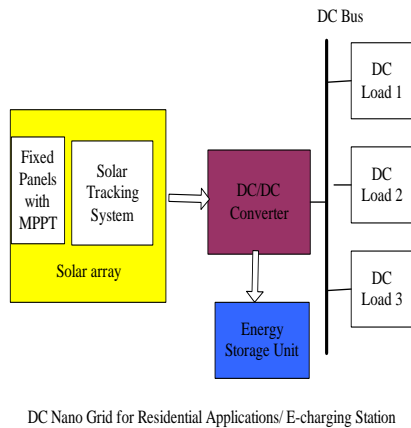 DC Bus
DC
Load 1
Fixed
Panels
with
MPPT
Solar
Tracking
System
Solar array
DC/DC
Converter
DC
Load 2
DC
Load 3
Energy
Storage Unit
DC Nano Grid for Residential Applications/ E-charging Station